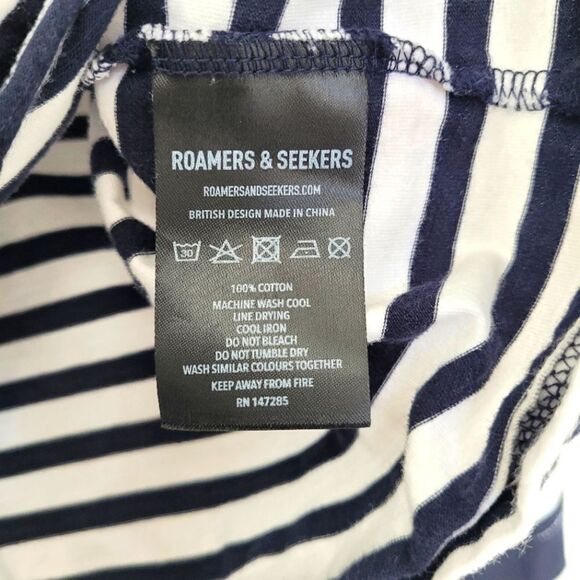 ROAMERS & SEEKERS
ROAMERSANDSEEKERS.COM
BRITISH DESIGN MADE IN CHINA
30
100% COTTON
MACHINE WASH COOL
LINE DRYING
COOL IRON
DO NOT BLEACH
DO NOT TUMBLE DRY
WASH SIMILAR COLOURS TOGETHER
KEEP AWAY FROM FIRE
RN 147285